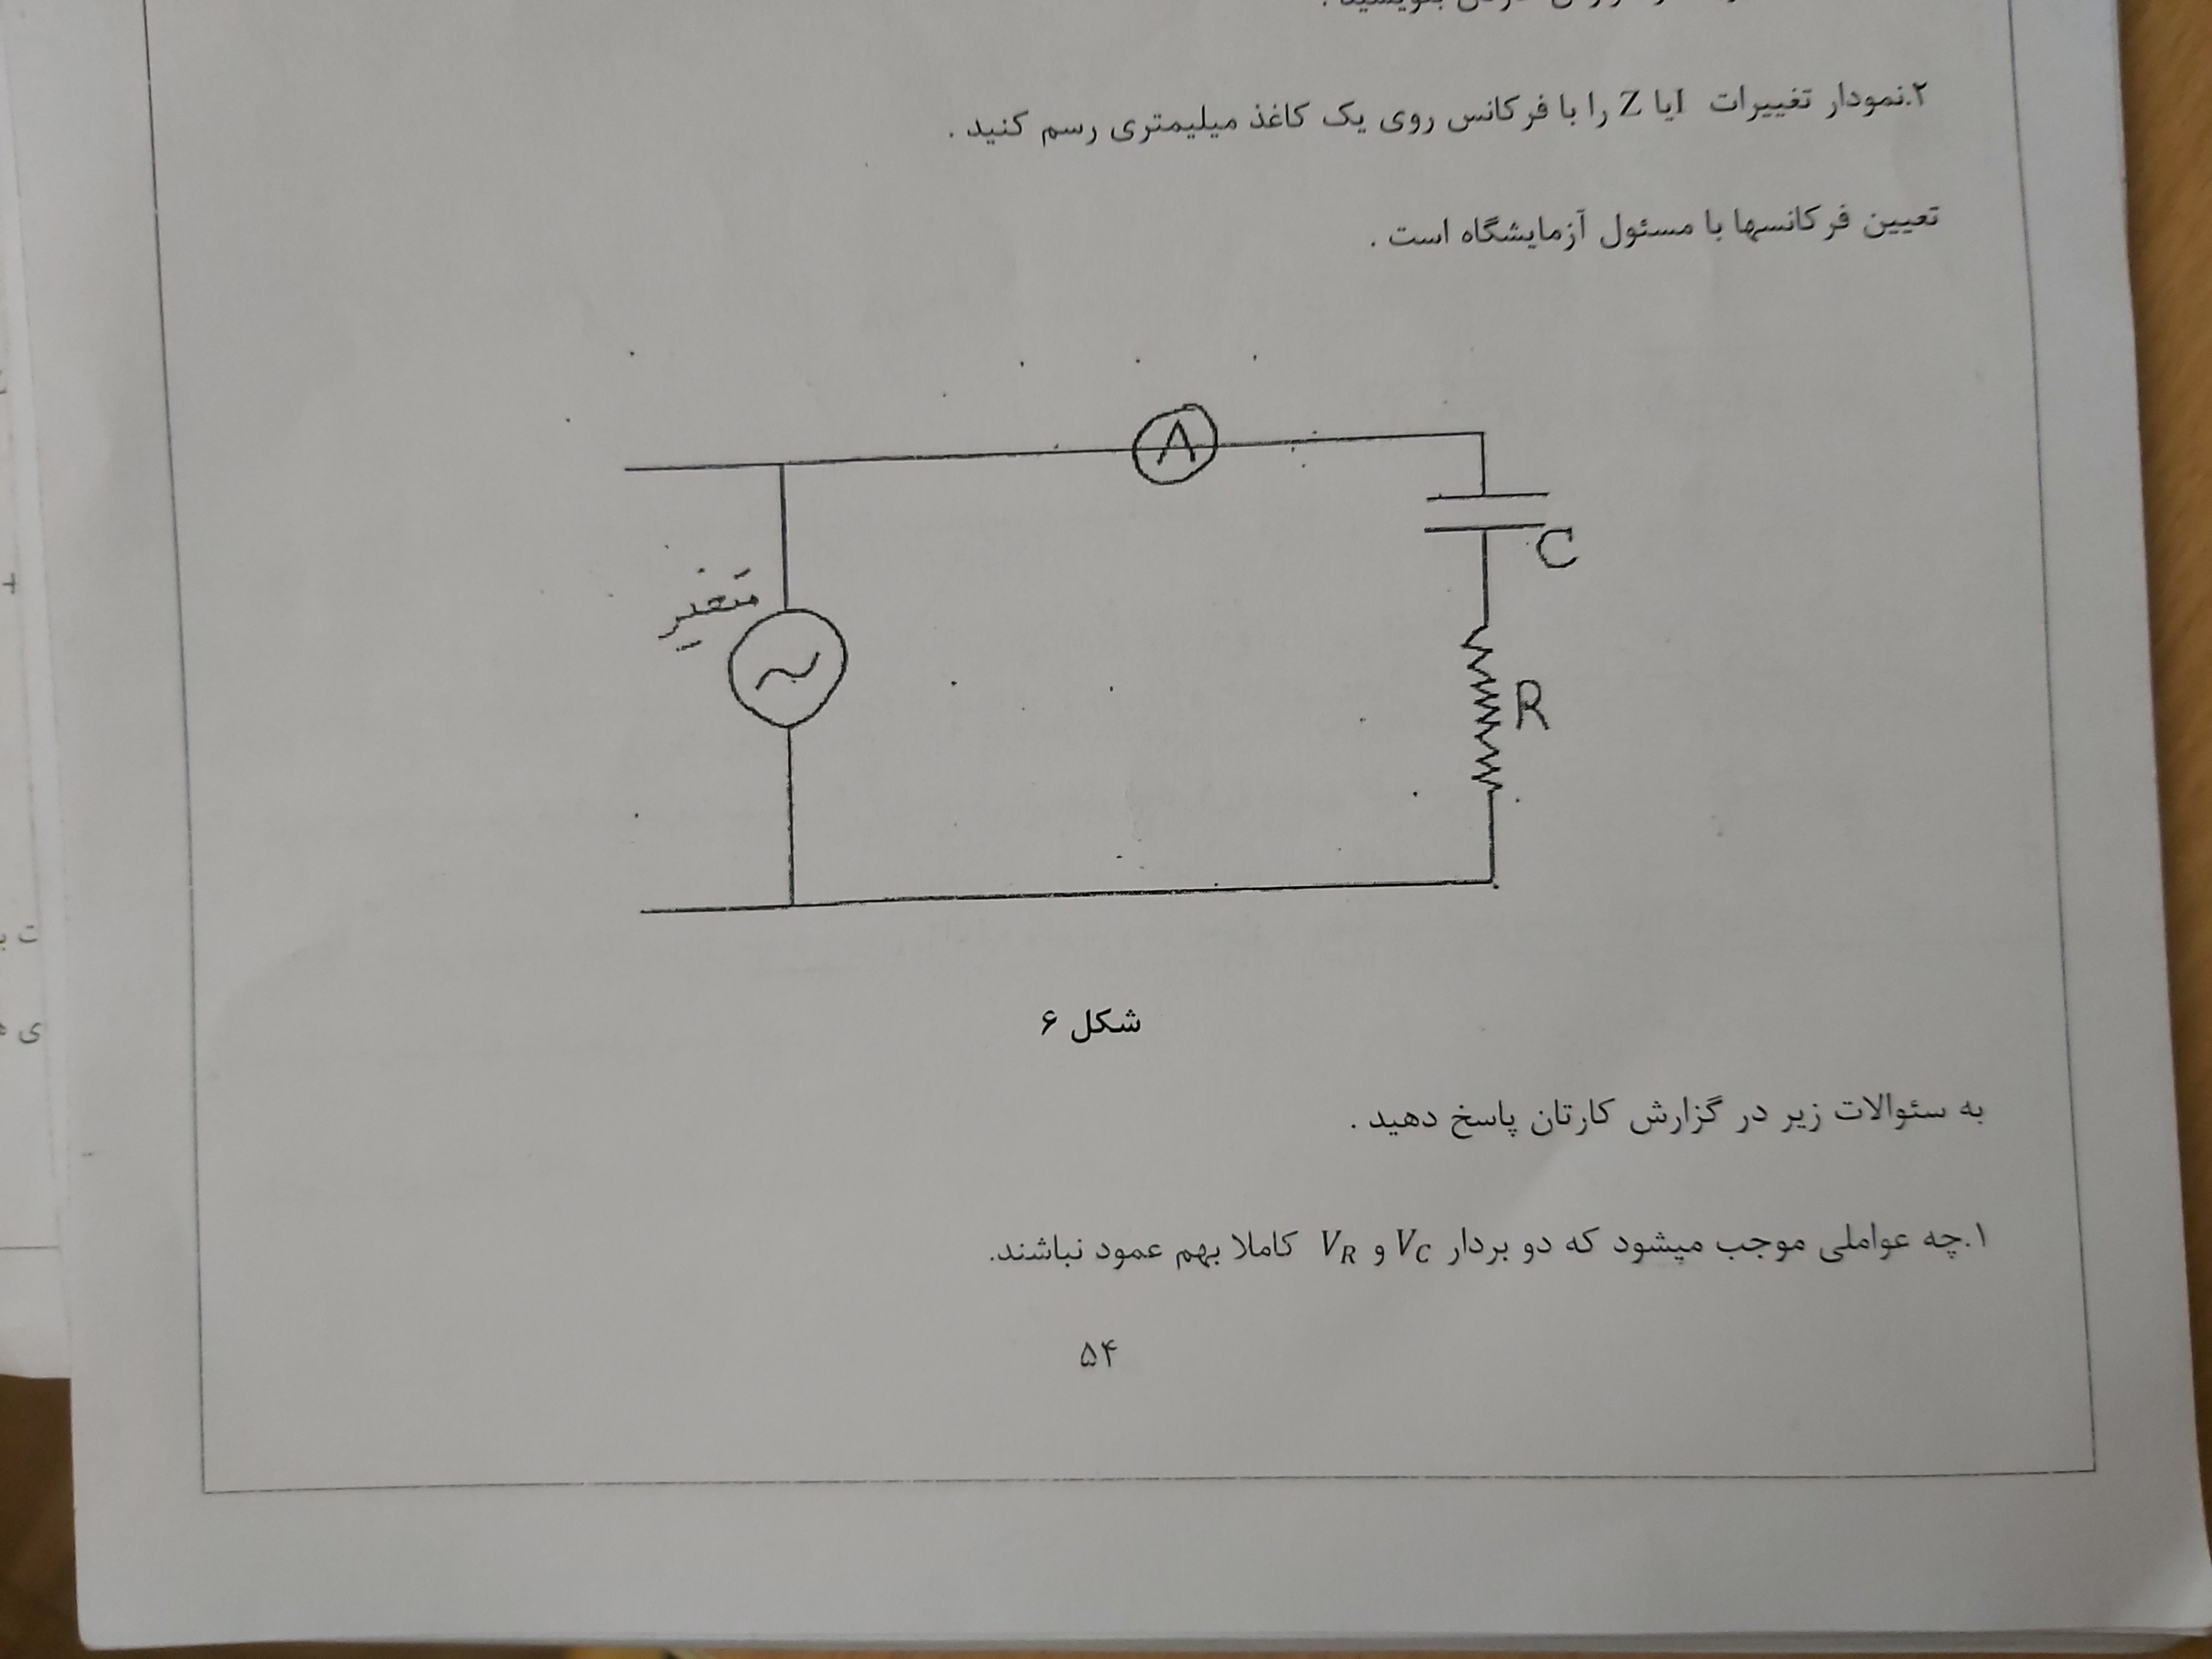 ۲.نمودار تغییرات I یا Z را با فرکانس روی یک کاغذ میلیمتری رسم کنید .
تعیین فرکانسها با مسئول آزمایشگاه است .
متغیر
A
C
R
شکل ۶
به سئوالات زیر در گزارش کارتان پاسخ دهید .
۱.چه عواملی موجب میشود که دو بردار V_C و V_R کاملا بهم عمود نباشند.
۵۴